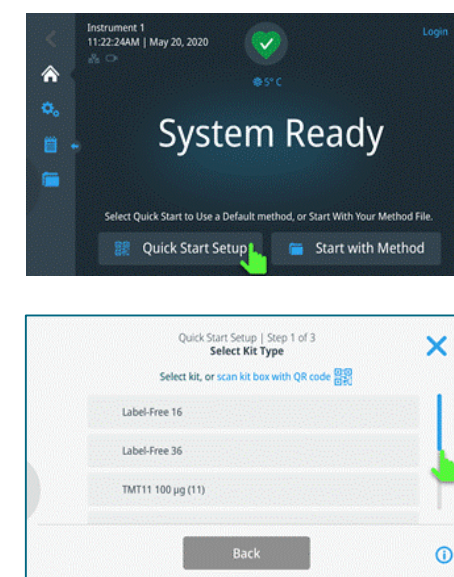 Instrument 1
11:22:24AM | May 20, 2020
Login
5° C
System Ready
Select Quick Start to Use a Default method, or Start With Your Method File.
Quick Start Setup
Start with Method
Quick Start Setup | Step 1 of 3
Select Kit Type
Select kit, or scan kit box with QR code
Label-Free 16
Label-Free 36
TMT11 100 µg (11)
Back